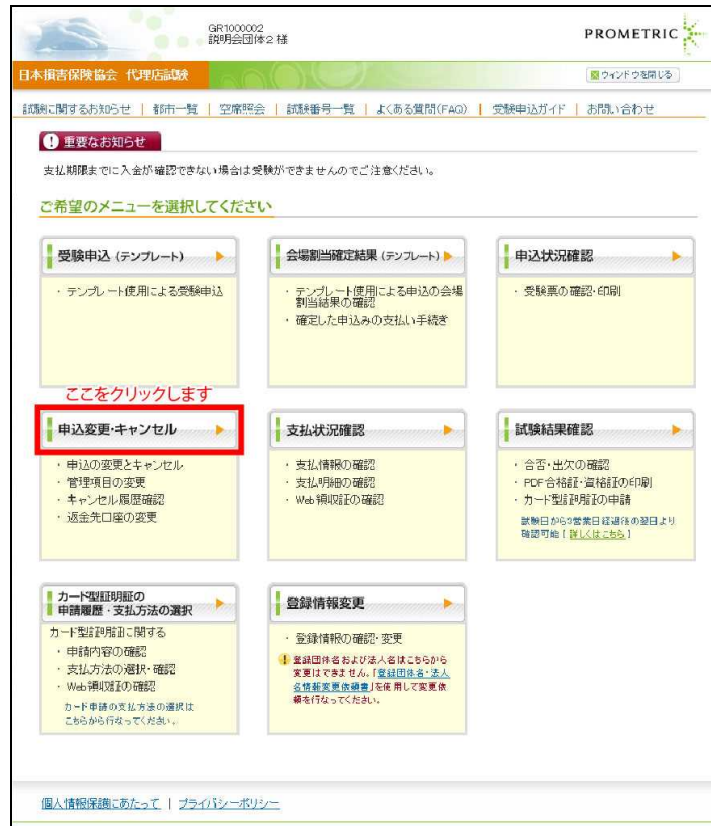 GR1000002
説明会団体2 様
PROMETRIC
日本損害保険協会 代理店試験
ウィンドウを閉じる
試験に関するお知らせ | 都市一覧 | 空席照会 | 試験番号一覧 | よくある質問(FAQ) | 受験申込ガイド | お問い合わせ
重要なお知らせ
支払期限までに入金が確認できない場合は受験ができませんのでご注意ください。
ご希望のメニューを選択してください
受験申込 (テンプレート)
・ テンプレート使用による受験申込
会場割当確定結果 (テンプレート)
・ テンプレート使用による申込の会場
割当結果の確認
・ 確定した申込みの支払い手続き
申込状況確認
・ 受験票の確認・印刷
ここをクリックします
申込変更・キャンセル
・ 申込の変更とキャンセル
・ 管理項目の変更
・ キャンセル履歴確認
・ 返金先口座の変更
支払状況確認
・ 支払情報の確認
・ 支払明細の確認
・ Web 領収証の確認
試験結果確認
・ 合否・出欠の確認
・ PDF 合格証・資格証の印刷
・ カード型証明証の申請
試験日から3営業日経過後の翌日より
確認可能 [ 詳しくはこちら ]
カード型証明証の
申請履歴・支払方法の選択
カード型証明証に関する
・ 申請内容の確認
・ 支払方法の選択・確認
・ Web 領収証の確認
カード申請の支払方法の選択は
こちらから行なってください。
登録情報変更
・ 登録情報の確認・変更
登録団体名および法人名はこちらから
変更はできません。「登録団体名・法人
名情報変更依頼書」を使用して変更依
頼を行なってください。
個人情報保護にあたって | プライバシーポリシー